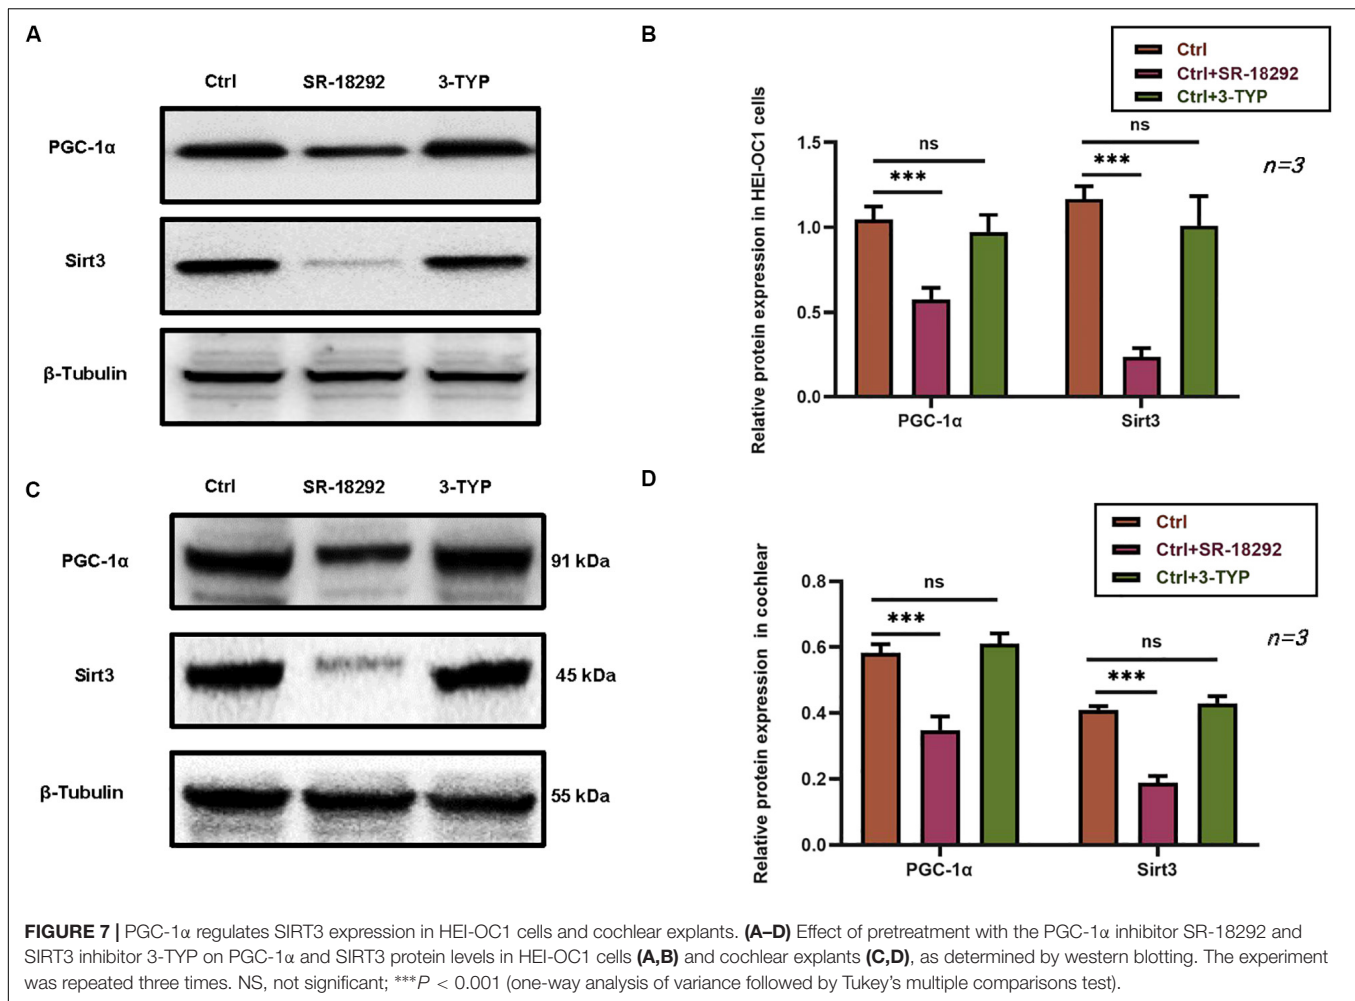 A
Ctrl SR-18292 3-TYP
PGC-1α
Sirt3
β-Tubulin
B
Ctrl
Ctrl+SR-18292
Ctrl+3-TYP
Relative protein expression in HEI-OC1 cells
1.5
1.0
0.5
0.0
ns
***
ns
***
n=3
PGC-1α Sirt3
C
Ctrl SR-18292 3-TYP
PGC-1α 91 kDa
Sirt3 45 kDa
β-Tubulin 55 kDa
D
Ctrl
Ctrl+SR-18292
Ctrl+3-TYP
Relative protein expression in cochlear
0.8
0.6
0.4
0.2
0.0
ns
***
ns
***
n=3
PGC-1α Sirt3
FIGURE 7 | PGC-1α regulates SIRT3 expression in HEI-OC1 cells and cochlear explants. (A–D) Effect of pretreatment with the PGC-1α inhibitor SR-18292 and
SIRT3 inhibitor 3-TYP on PGC-1α and SIRT3 protein levels in HEI-OC1 cells (A,B) and cochlear explants (C,D), as determined by western blotting. The experiment
was repeated three times. NS, not significant; ***P < 0.001 (one-way analysis of variance followed by Tukey's multiple comparisons test).